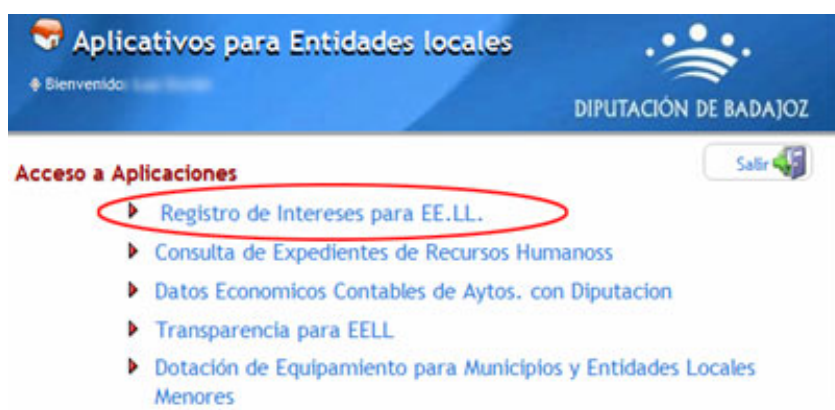 Aplicativos para Entidades locales
Bienvenido:
DIPUTACIÓN DE BADAJOZ
Salir
Acceso a Aplicaciones
Registro de Intereses para EE.LL.
Consulta de Expedientes de Recursos Humanoss
Datos Economicos Contables de Aytos. con Diputacion
Transparencia para EELL
Dotación de Equipamiento para Municipios y Entidades Locales
Menores